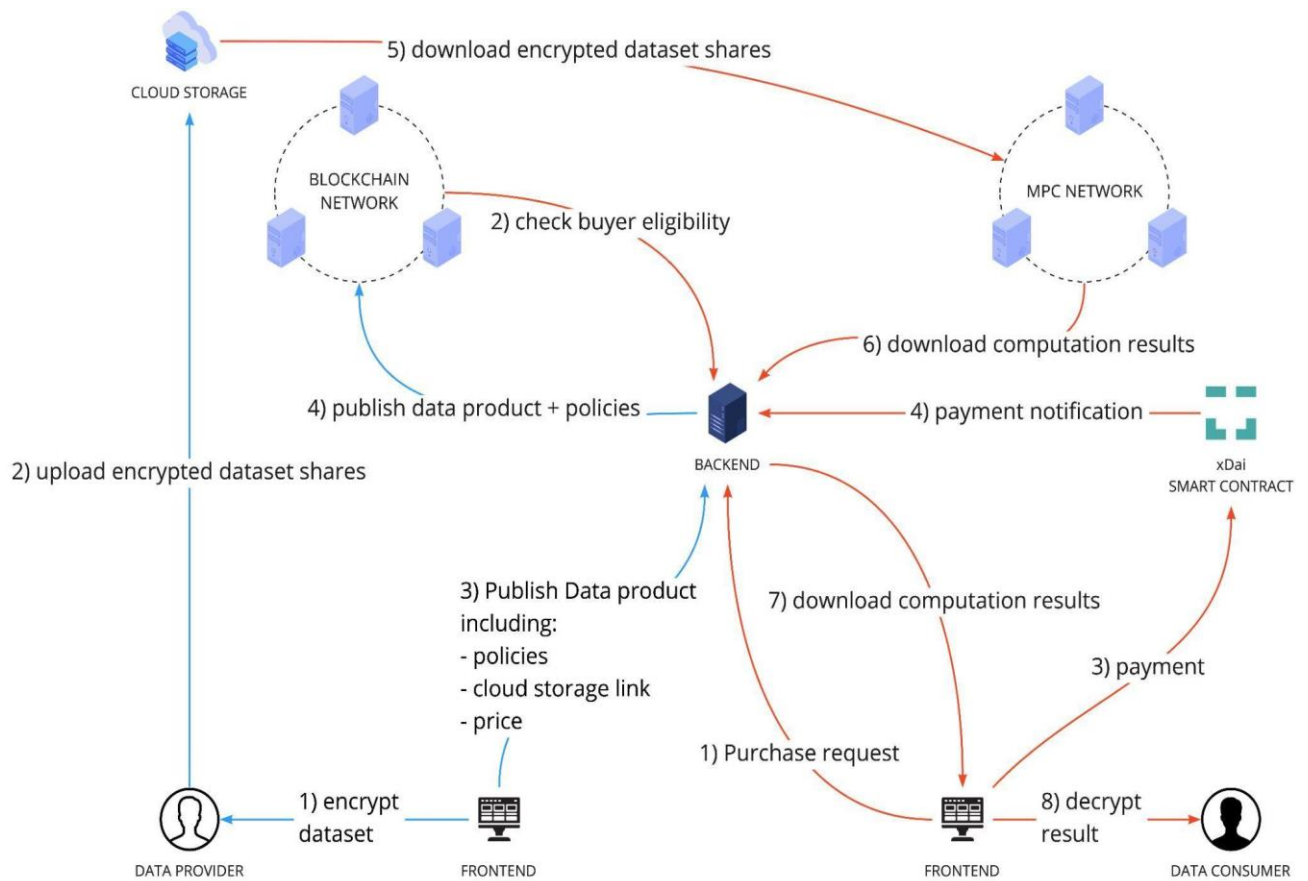 5) download encrypted dataset shares
CLOUD STORAGE
BLOCKCHAIN
NETWORK
MPC NETWORK
2) check buyer eligibility
6) download computation results
4) publish data product + policies
4) payment notification
BACKEND
xDai
SMART CONTRACT
2) upload encrypted dataset shares
3) Publish Data product
including:
- policies
- cloud storage link
- price
7) download computation results
3) payment
1) Purchase request
1) encrypt
dataset
8) decrypt
result
DATA PROVIDER
FRONTEND
FRONTEND
DATA CONSUMER